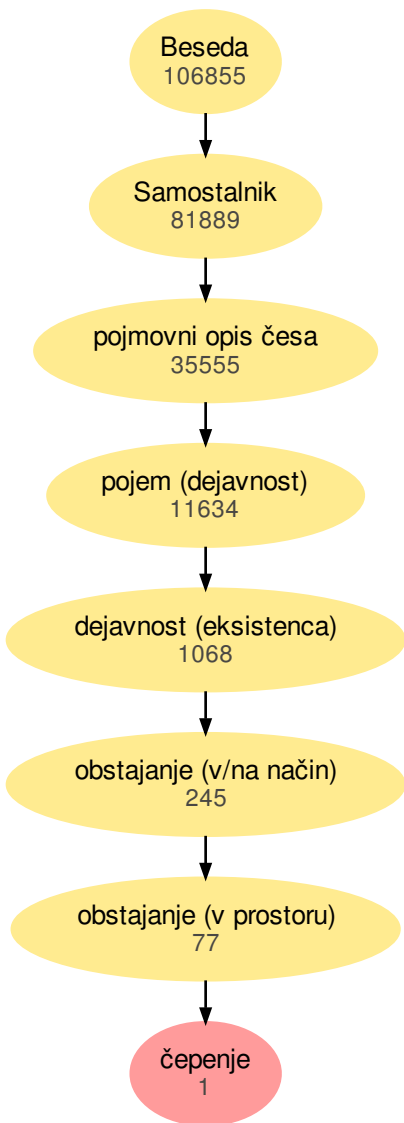 Beseda
106855
Samostalnik
81889
pojmovni opis česa
35555
pojem (dejavnost)
11634
dejavnost (eksistenca)
1068
obstajanje (v/na način)
245
obstajanje (v prostoru)
77
čepenje
1